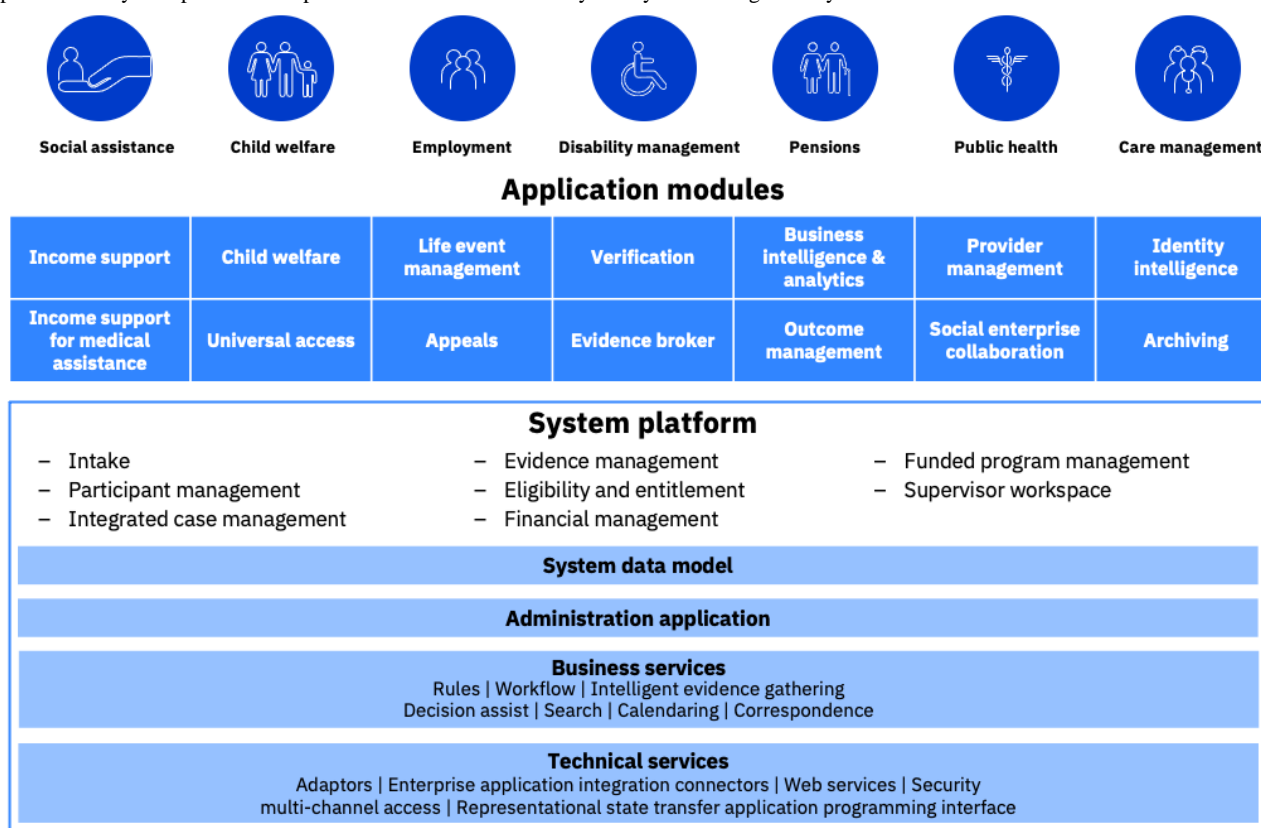 Social assistance
Child welfare
Employment
Disability management
Pensions
Public health
Care management
Application modules
Income support
Child welfare
Life event
management
Verification
Business
intelligence &
analytics
Provider
management
Identity
intelligence
Income support
for medical
assistance
Universal access
Appeals
Evidence broker
Outcome
management
Social enterprise
collaboration
Archiving
System platform
– Intake
– Participant management
– Integrated case management
– Evidence management
– Eligibility and entitlement
– Financial management
– Funded program management
– Supervisor workspace
System data model
Administration application
Business services
Rules | Workflow | Intelligent evidence gathering
Decision assist | Search | Calendaring | Correspondence
Technical services
Adaptors | Enterprise application integration connectors | Web services | Security
multi-channel access | Representational state transfer application programming interface